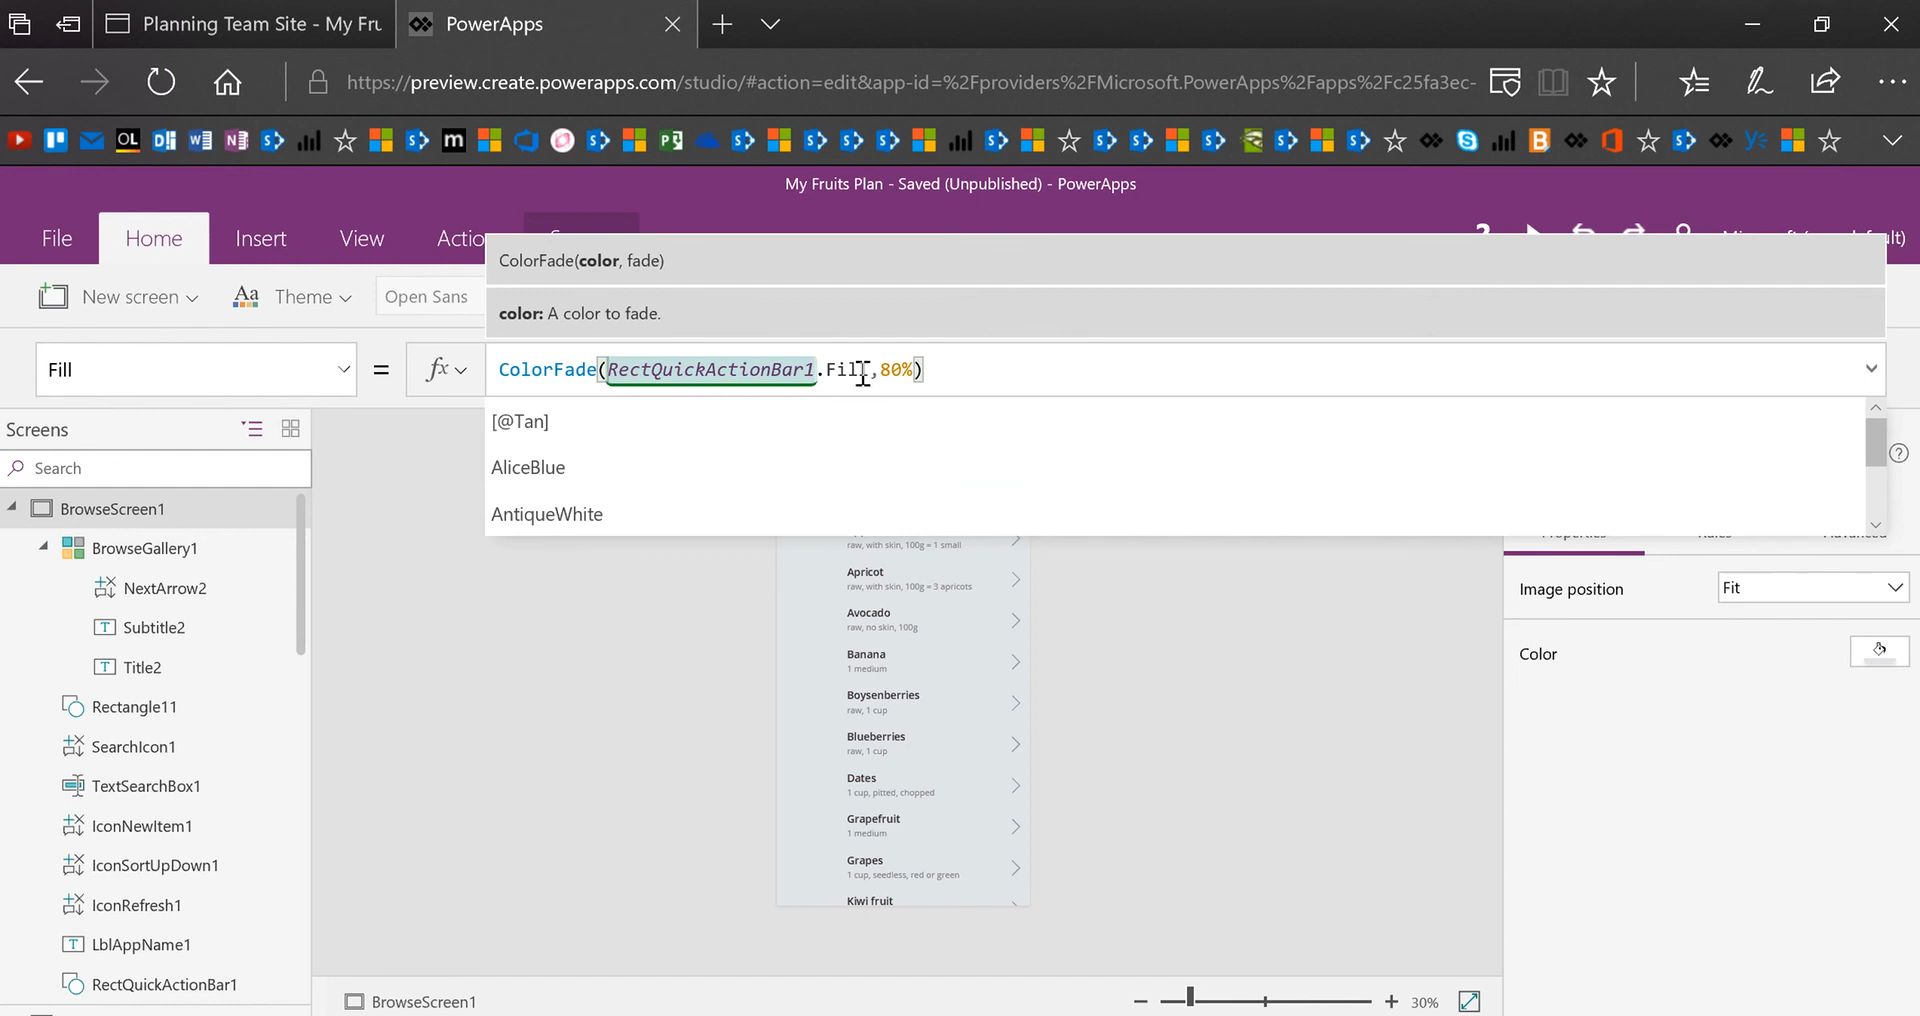 Planning Team Site - My Fru
PowerApps
https://preview.create.powerapps.com/studio/#action=edit&app-id=%2Fproviders%2FMicrosoft.PowerApps%2Fapps%2Fc25fa3ec-
My Fruits Plan - Saved (Unpublished) - PowerApps
File Home Insert View Actio
ColorFade(color, fade)
New screen Theme Open Sans
color: A color to fade.
Fill = fx ColorFade(RectQuickActionBar1.Fill,80%)
[@Tan]
AliceBlue
AntiqueWhite
Screens
Search
BrowseScreen1
BrowseGallery1
NextArrow2
Subtitle2
Title2
Rectangle11
SearchIcon1
TextSearchBox1
IconNewItem1
IconSortUpDown1
IconRefresh1
LblAppName1
RectQuickActionBar1
raw, with skin, 100g = 1 small
Apricot
raw, with skin, 100g = 3 apricots
Avocado
raw, no skin, 100g
Banana
1 medium
Boysenberries
raw, 1 cup
Blueberries
raw, 1 cup
Dates
1 cup, pitted, chopped
Grapefruit
1 medium
Grapes
1 cup, seedless, red or green
Kiwi fruit
Image position Fit
Color
BrowseScreen1
30%